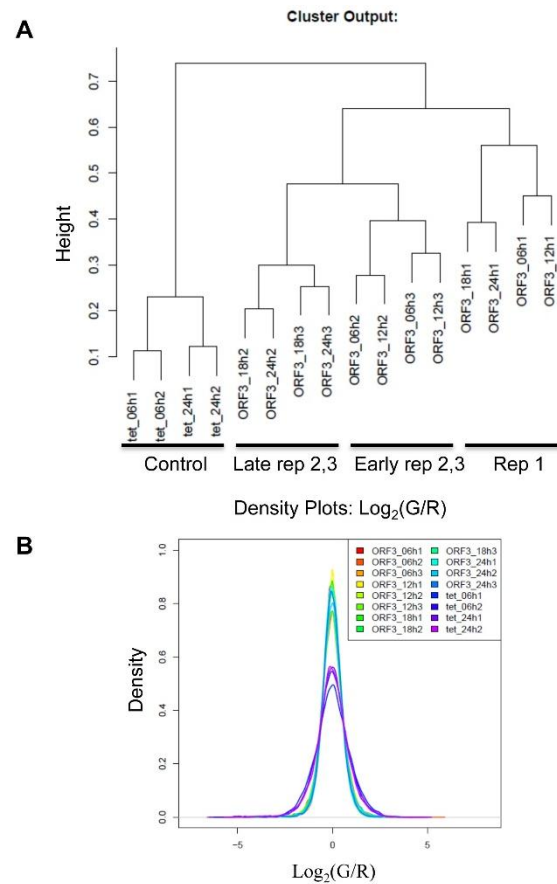 A
Cluster Output:
Height
0.7
0.6
0.5
0.4
0.3
0.2
0.1
tet_06h1
tet_06h2
tet_24h1
tet_24h2
ORF3_18h2
ORF3_24h2
ORF3_18h3
ORF3_24h3
ORF3_06h2
ORF3_12h2
ORF3_06h3
ORF3_12h3
ORF3_18h1
ORF3_24h1
ORF3_06h1
ORF3_12h1
Control
Late rep 2,3
Early rep 2,3
Rep 1
Density Plots: Log₂(G/R)
B
Density
1.0
0.8
0.6
0.4
0.2
0.0
ORF3_06h1
ORF3_06h2
ORF3_06h3
ORF3_12h1
ORF3_12h2
ORF3_12h3
ORF3_18h1
ORF3_18h2
ORF3_18h3
ORF3_24h1
ORF3_24h2
ORF3_24h3
tet_06h1
tet_06h2
tet_24h1
tet_24h2
−5
0
5
Log₂(G/R)